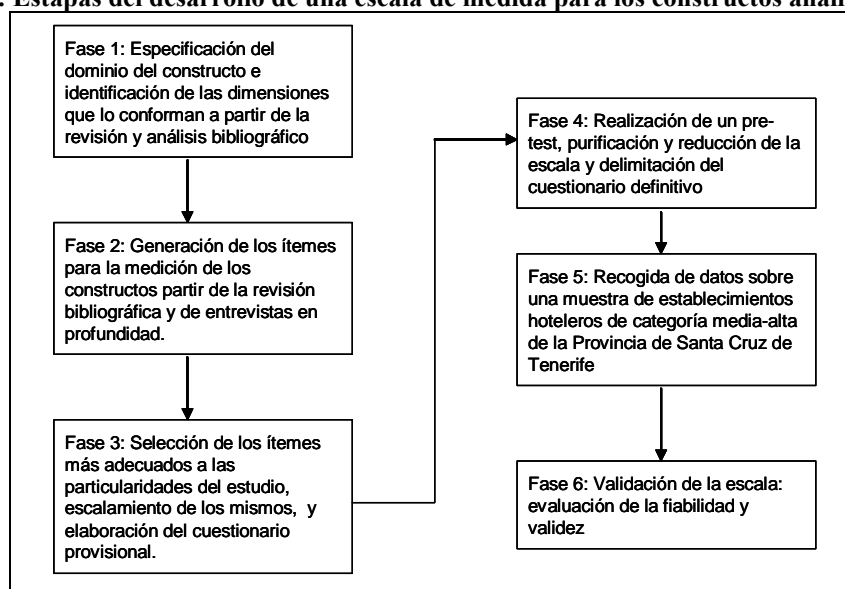 . Estapas del desarrollo de una escala de medida para los constructos
Fase 1: Especificación del
dominio del constructo e
identificación de las dimensiones
que lo conforman a partir de la
revisión y análisis bibliográfico
Fase 2: Generación de los ítemes
para la medición de los
constructos partir de la revisión
bibliográfica y de entrevistas en
profundidad.
Fase 3: Selección de los ítemes
más adecuados a las
particularidades del estudio,
escalamiento de los mismos, y
elaboración del cuestionario
provisional.
Fase 4: Realización de un pre-
test, purificación y reducción de la
escala y delimitación del
cuestionario definitivo
Fase 5: Recogida de datos sobre
una muestra de establecimientos
hoteleros de categoría media-alta
de la Provincia de Santa Cruz de
Tenerife
Fase 6: Validación de la escala:
evaluación de la fiabilidad y
validez